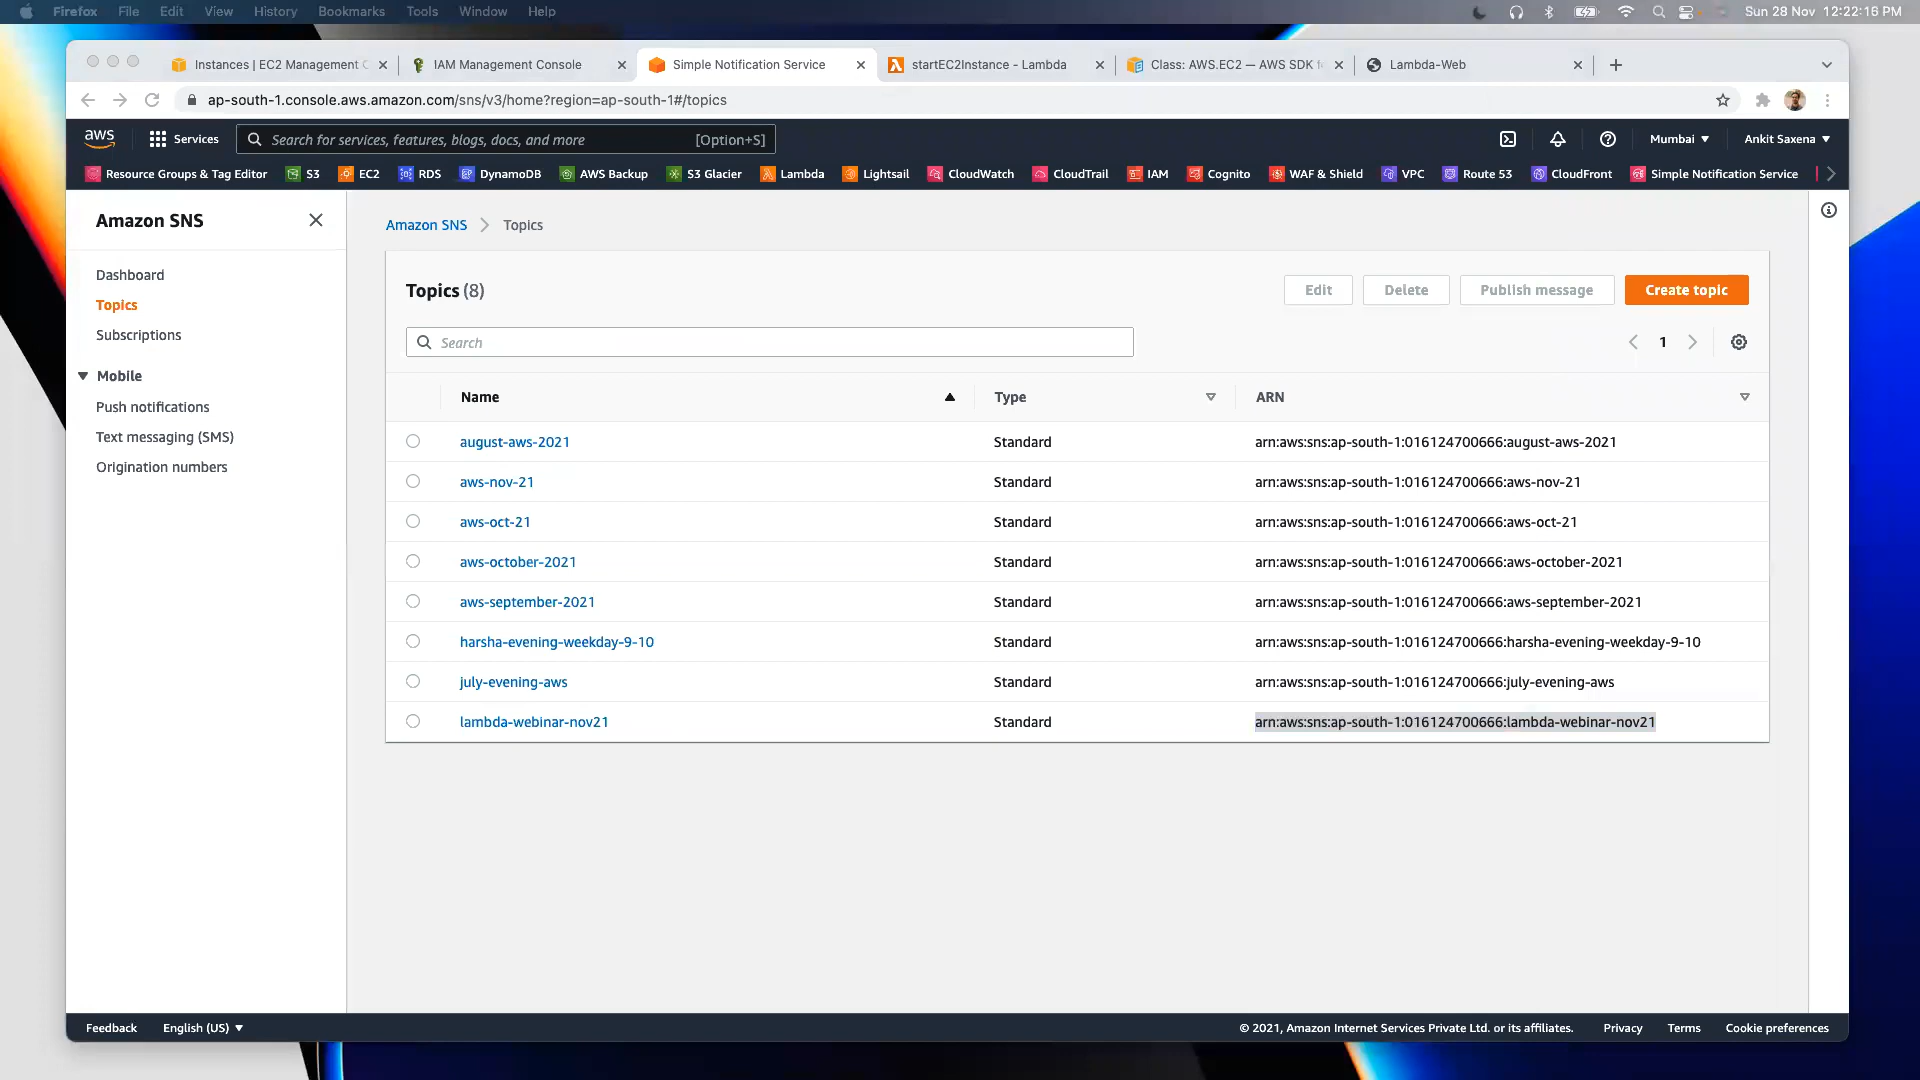 Firefox File Edit View History Bookmarks Tools Window Help Sun 28 Nov 12:22:16 PM
Instances | EC2 Management C IAM Management Console Simple Notification Service startEC2Instance - Lambda Class: AWS.EC2 — AWS SDK f Lambda-Web
ap-south-1.console.aws.amazon.com/sns/v3/home?region=ap-south-1#/topics
aws Services Search for services, features, blogs, docs, and more [Option+S] Mumbai Ankit Saxena
Resource Groups & Tag Editor S3 EC2 RDS DynamoDB AWS Backup S3 Glacier Lambda Lightsail CloudWatch CloudTrail IAM Cognito WAF & Shield VPC Route 53 CloudFront Simple Notification Service
Amazon SNS
Dashboard
Topics
Subscriptions
Mobile
Push notifications
Text messaging (SMS)
Origination numbers
Amazon SNS Topics
Topics (8) Edit Delete Publish message Create topic
Search 1
Name Type ARN
august-aws-2021 Standard arn:aws:sns:ap-south-1:016124700666:august-aws-2021
aws-nov-21 Standard arn:aws:sns:ap-south-1:016124700666:aws-nov-21
aws-oct-21 Standard arn:aws:sns:ap-south-1:016124700666:aws-oct-21
aws-october-2021 Standard arn:aws:sns:ap-south-1:016124700666:aws-october-2021
aws-september-2021 Standard arn:aws:sns:ap-south-1:016124700666:aws-september-2021
harsha-evening-weekday-9-10 Standard arn:aws:sns:ap-south-1:016124700666:harsha-evening-weekday-9-10
july-evening-aws Standard arn:aws:sns:ap-south-1:016124700666:july-evening-aws
lambda-webinar-nov21 Standard arn:aws:sns:ap-south-1:016124700666:lambda-webinar-nov21
Feedback English (US) © 2021, Amazon Internet Services Private Ltd. or its affiliates. Privacy Terms Cookie preferences